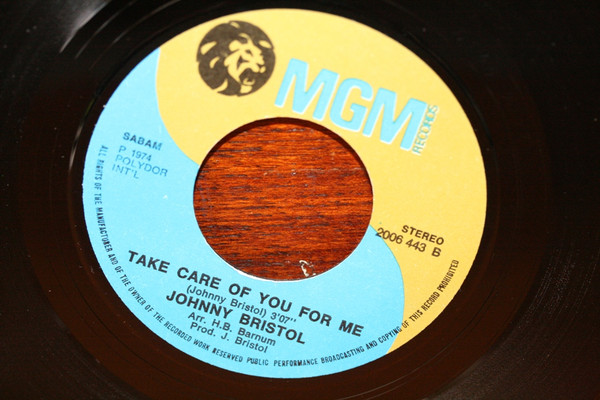 MGM
RECORDS
SABAM
P 1974
POLYDOR
INT'L
STEREO
2006 443 B
TAKE CARE OF YOU FOR ME
(Johnny Bristol) 3'07"
JOHNNY BRISTOL
Arr. H.B. Barnum
Prod. J. Bristol
ALL RIGHTS OF THE MANUFACTURER AND OF THE OWNER OF THE RECORDED WORK RESERVED PUBLIC PERFORMANCE BROADCASTING AND COPYING OF THIS RECORD PROHIBITED